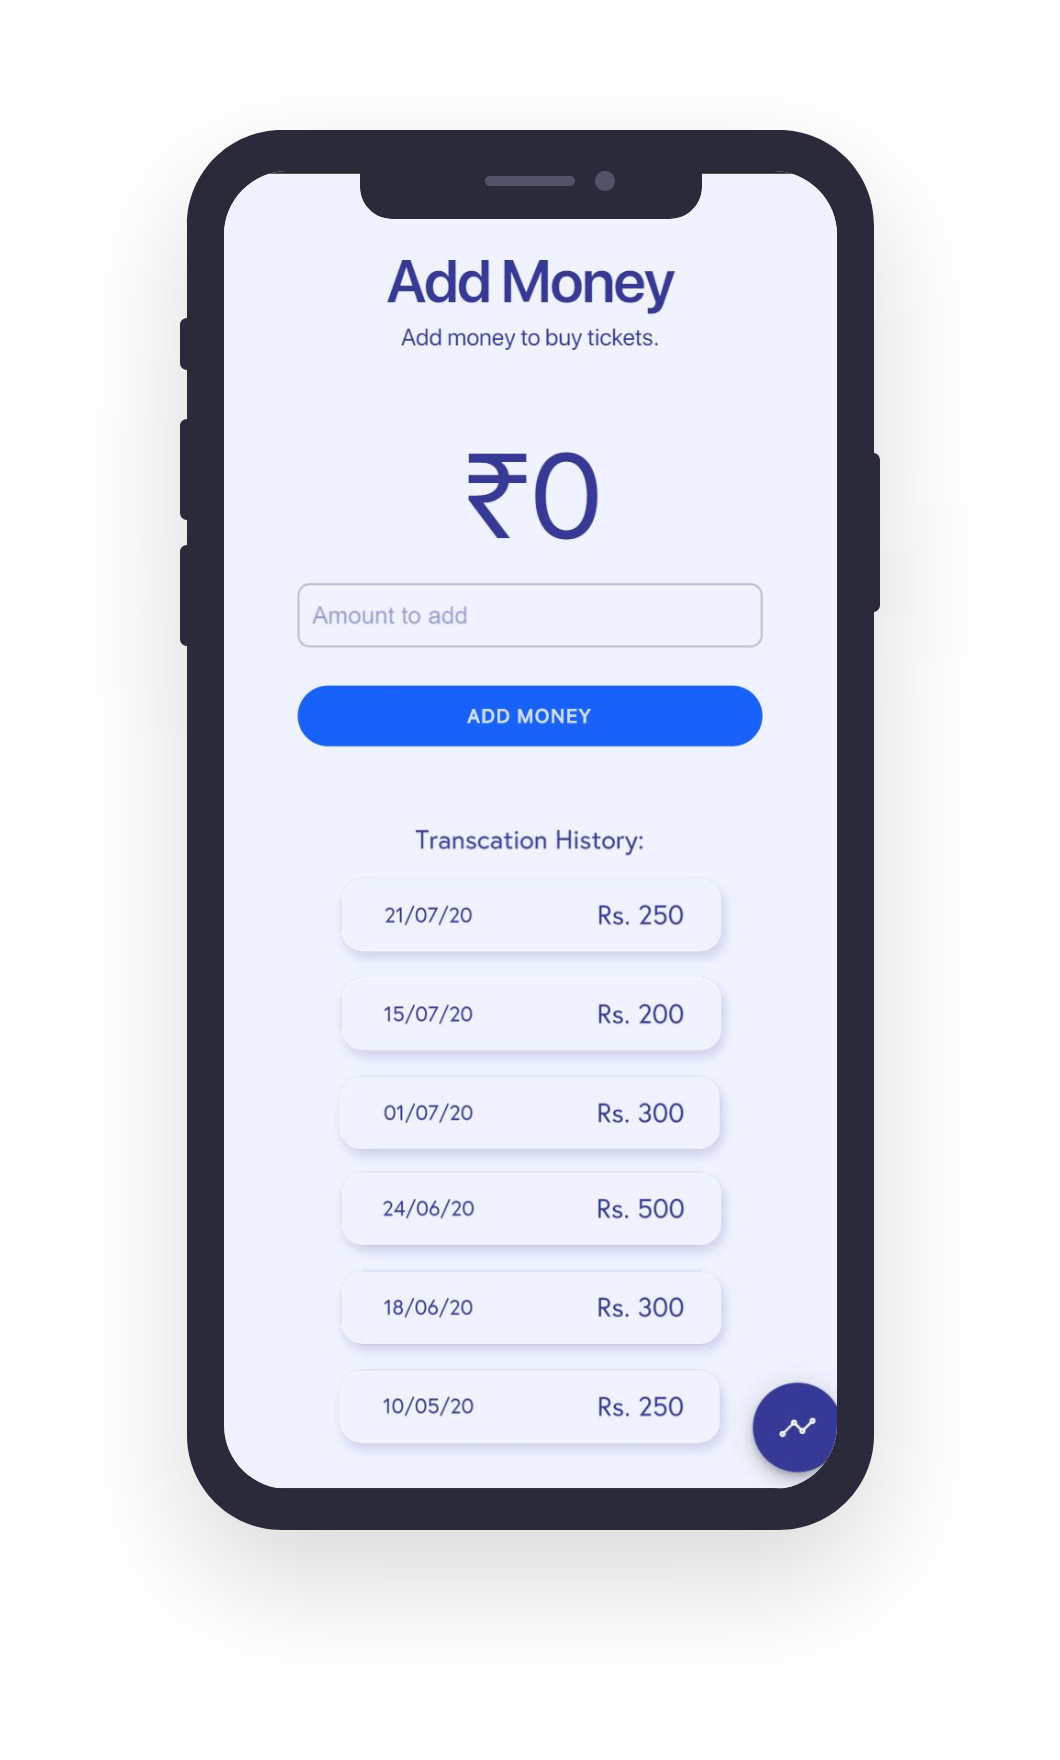 Add Money
Add money to buy tickets.
₹0
Amount to add
ADD MONEY
Transcation History:
21/07/20 Rs. 250
15/07/20 Rs. 200
01/07/20 Rs. 300
24/06/20 Rs. 500
18/06/20 Rs. 300
10/05/20 Rs. 250